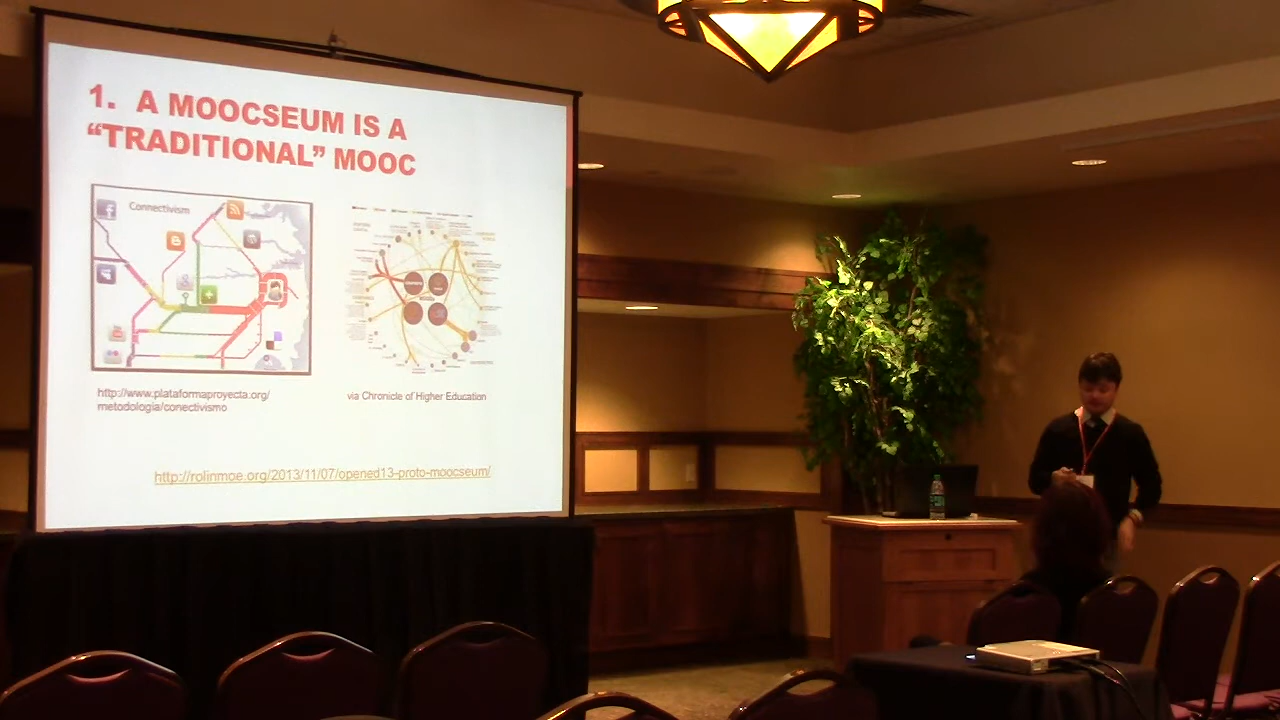 1. A MOOCSEUM IS A
“TRADITIONAL” MOOC
Connectivism
http://www.plataformaproyecta.org/
metodologia/conectivismo
via Chronicle of Higher Education
http://rolinmoe.org/2013/11/07/opened13-proto-moocseum/